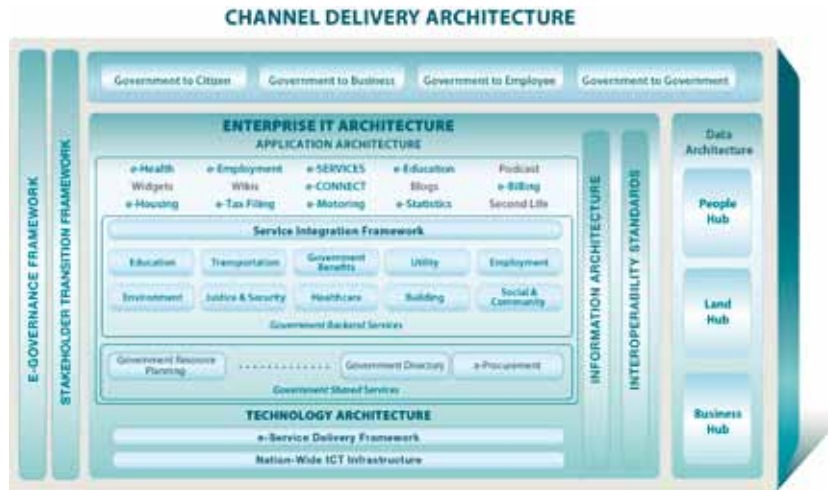 CHANNEL DELIVERY ARCHITECTURE
Government to Citizen Government to Business Government to Employee Government to Government
E-GOVERNANCE FRAMEWORK
STAKEHOLDER TRANSITION FRAMEWORK
ENTERPRISE IT ARCHITECTURE
APPLICATION ARCHITECTURE
e-Health e-Employment e-SERVICES e-Education Podcast
Widgets Wikis e-CONNECT Blogs e-Billing
e-Housing e-Tax Filing e-Motoring e-Statistics Second Life
Service Integration Framework
Education Transportation Government Benefits Utility Employment
Environment Justice & Security Healthcare Building Social & Community
Government Backend Services
Government Resource Planning Government Directory e-Procurement
Government Shared Services
TECHNOLOGY ARCHITECTURE
e-Service Delivery Framework
Nation-Wide ICT Infrastructure
INFORMATION ARCHITECTURE
INTEROPERABILITY STANDARDS
Data
Architecture
People
Hub
Land
Hub
Business
Hub